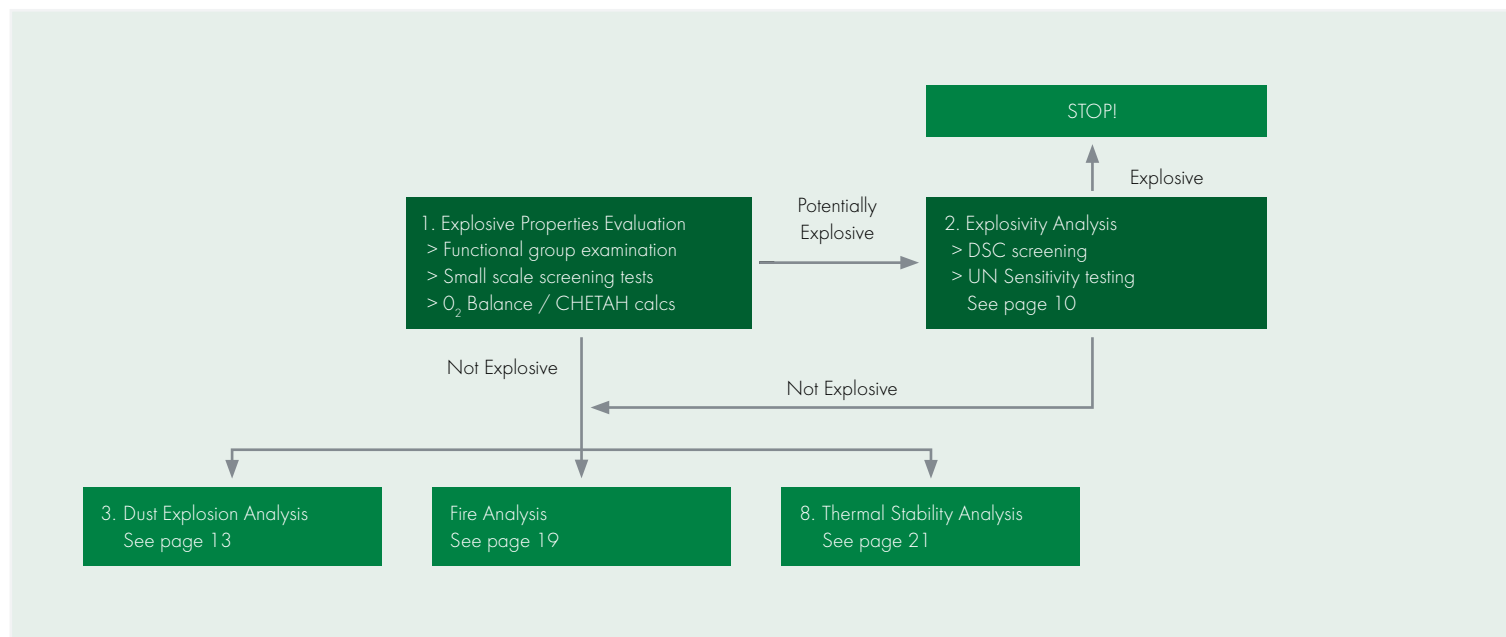 STOP!
Explosive
Potentially
Explosive
1. Explosive Properties Evaluation
> Functional group examination
> Small scale screening tests
> 0₂ Balance / CHETAH calcs
2. Explosivity Analysis
> DSC screening
> UN Sensitivity testing
See page 10
Not Explosive
Not Explosive
3. Dust Explosion Analysis
See page 13
Fire Analysis
See page 19
8. Thermal Stability Analysis
See page 21